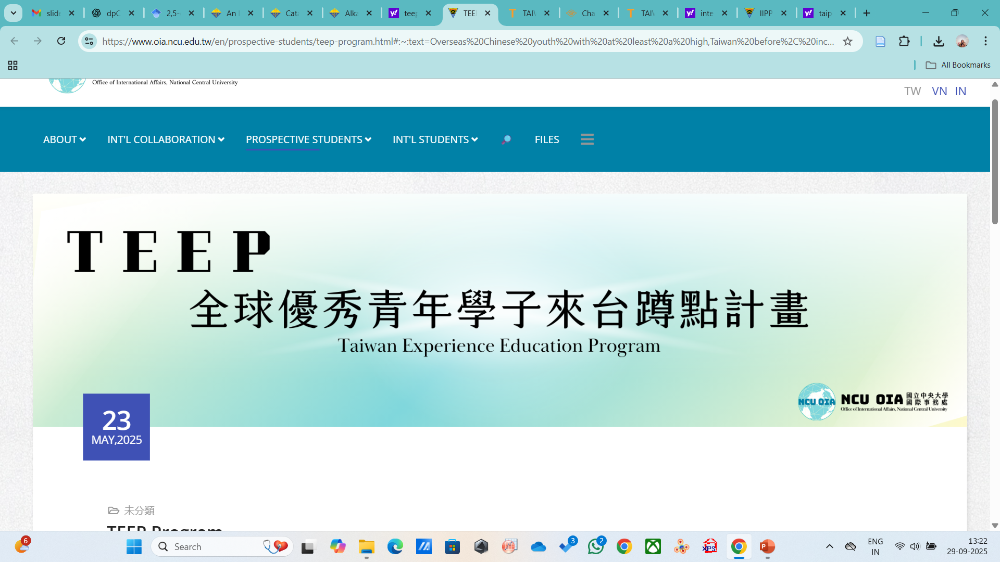 slide
dpC
2,5-
An I
Cata
Alka
teep
TEEP
TAIV
Cha
TAIV
inte
IIPP
taip
https://www.oia.ncu.edu.tw/en/prospective-students/teep-program.html#:~:text=Overseas%20Chinese%20youth%20with%20at%20least%20a%20high,Taiwan%20before%2C%20inc...
All Bookmarks
Office of International Affairs, National Central University
TW VN IN
ABOUT INT'L COLLABORATION PROSPECTIVE STUDENTS INT'L STUDENTS FILES
TEEP
全球優秀青年學子來台蹲點計畫
Taiwan Experience Education Program
NCU OIA NCU OIA 國立中央大學
國際事務處
Office of International Affairs, National Central University
23
MAY,2025
未分類
TEEP Program
6
Search
XPS
3
2
ENG
IN
13:22
29-09-2025